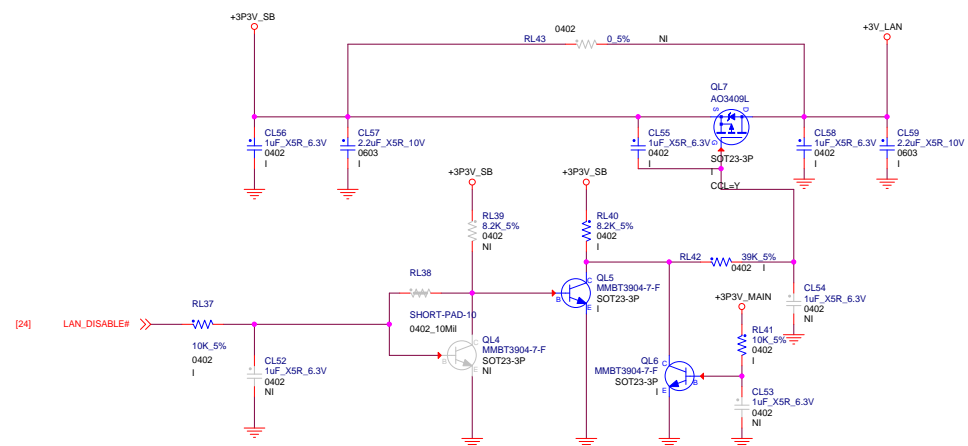 +3P3V_SB
0402
RL43
0_5%
NI
+3V_LAN
QL7
AO3409L
S
D
G
SOT23-3P
I
CCL=Y
CL56
1uF_X5R_6.3V
0402
I
CL57
2.2uF_X5R_10V
0603
I
CL55
1uF_X5R_6.3V
0402
I
CL58
1uF_X5R_6.3V
0402
I
CL59
2.2uF_X5R_10V
0603
I
+3P3V_SB
+3P3V_SB
RL39
8.2K_5%
0402
NI
RL40
8.2K_5%
0402
I
RL42
39K_5%
0402 I
RL38
SHORT-PAD-10
0402_10Mil
QL5
MMBT3904-7-F
SOT23-3P
I
B
C
E
+3P3V_MAIN
CL54
1uF_X5R_6.3V
0402
NI
[24]
LAN_DISABLE#
RL37
10K_5%
0402
I
CL52
1uF_X5R_6.3V
0402
NI
QL4
MMBT3904-7-F
SOT23-3P
NI
B
C
E
QL6
MMBT3904-7-F
SOT23-3P
I
C
B
E
RL41
10K_5%
0402
I
CL53
1uF_X5R_6.3V
0402
NI